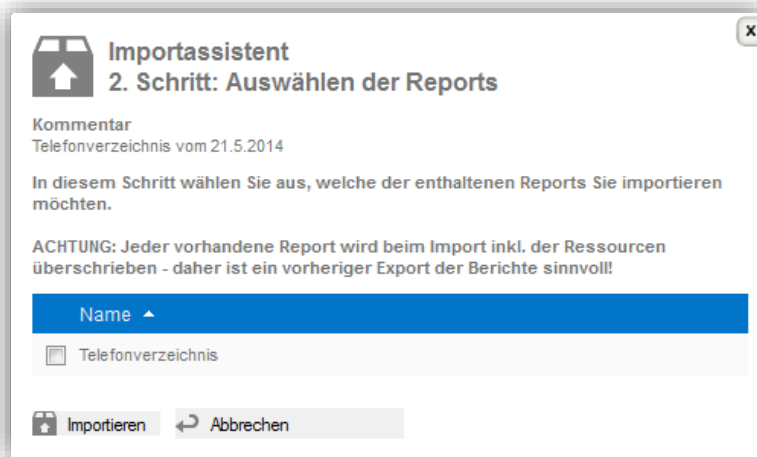 x
Importassistent
2. Schritt: Auswählen der Reports
Kommentar
Telefonverzeichnis vom 21.5.2014
In diesem Schritt wählen Sie aus, welche der enthaltenen Reports Sie importieren
möchten.
ACHTUNG: Jeder vorhandene Report wird beim Import inkl. der Ressourcen
überschrieben - daher ist ein vorheriger Export der Berichte sinnvoll!
Name
Telefonverzeichnis
Importieren Abbrechen